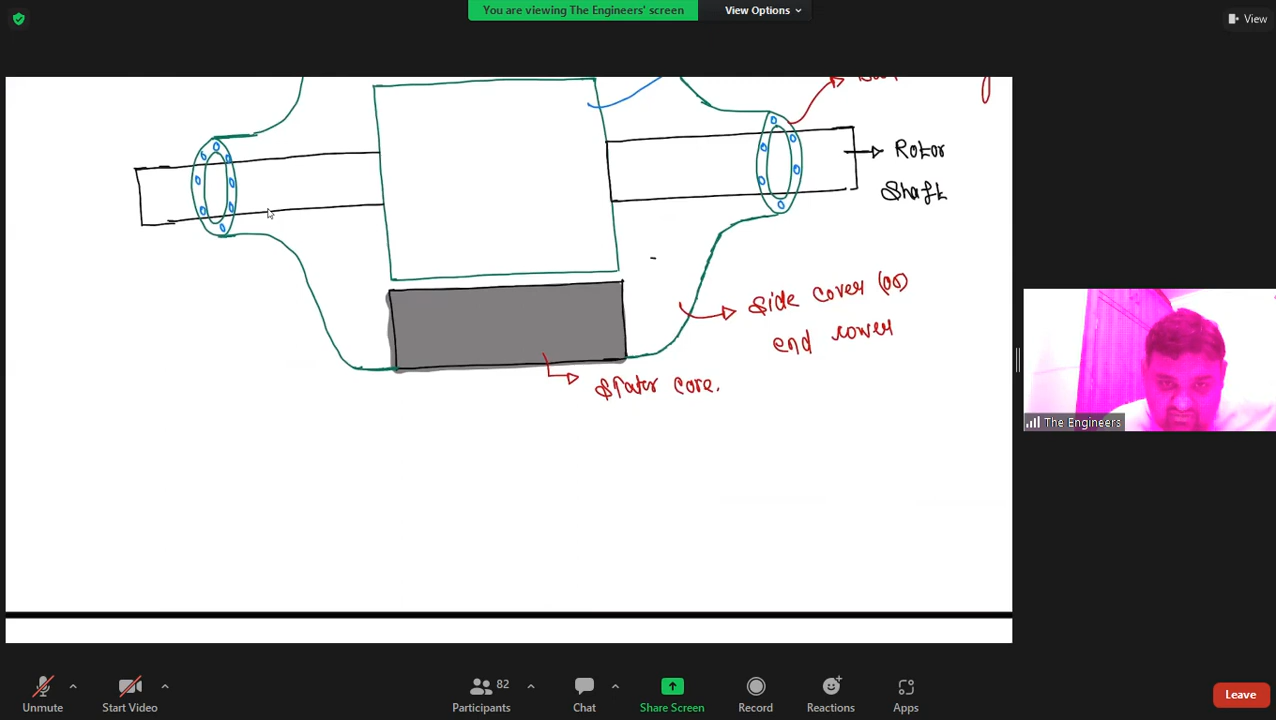 You are viewing The Engineers' screen
View Options
View
Rotor
Shaft
Side cover (or)
end cover
Stator core.
The Engineers
82
Unmute
Start Video
Participants
Chat
Share Screen
Record
Reactions
Apps
Leave